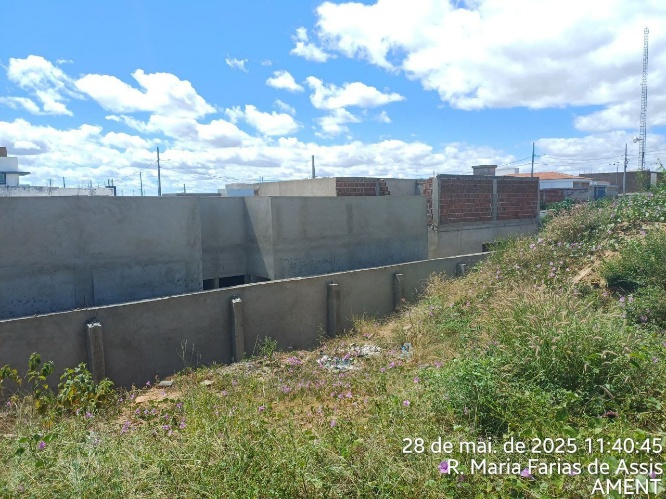 28 de mai. de 2025 11:40:45
R. Maria Farias de Assis
AMENT